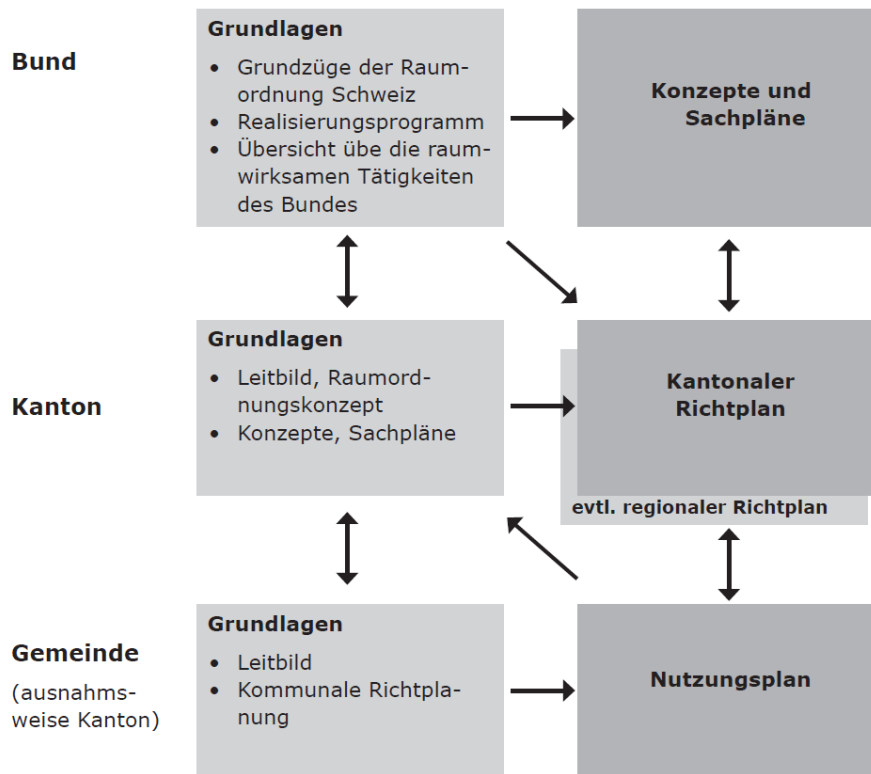 Bund
Grundlagen
• Grundzüge der Raum-
ordnung Schweiz
• Realisierungsprogramm
• Übersicht übe die raum-
wirksamen Tätigkeiten
des Bundes
Konzepte und
Sachpläne
Kanton
Grundlagen
• Leitbild, Raumord-
nungskonzept
• Konzepte, Sachpläne
Kantonaler
Richtplan
evtl. regionaler Richtplan
Gemeinde
(ausnahms-
weise Kanton)
Grundlagen
• Leitbild
• Kommunale Richtpla-
nung
Nutzungsplan